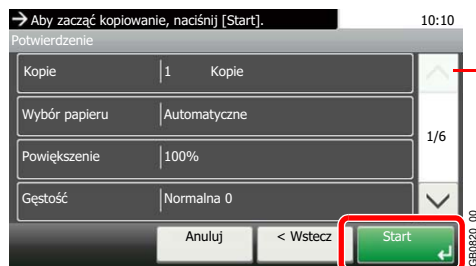 Aby zacząć kopiowanie, naciśnij [Start]. 10:10
Potwierdzenie
Kopie 1 Kopie
Wybór papieru Automatyczne
1/6
Powiększenie 100%
Gęstość Normalna 0
Anuluj < Wstecz Start
GB0820_00